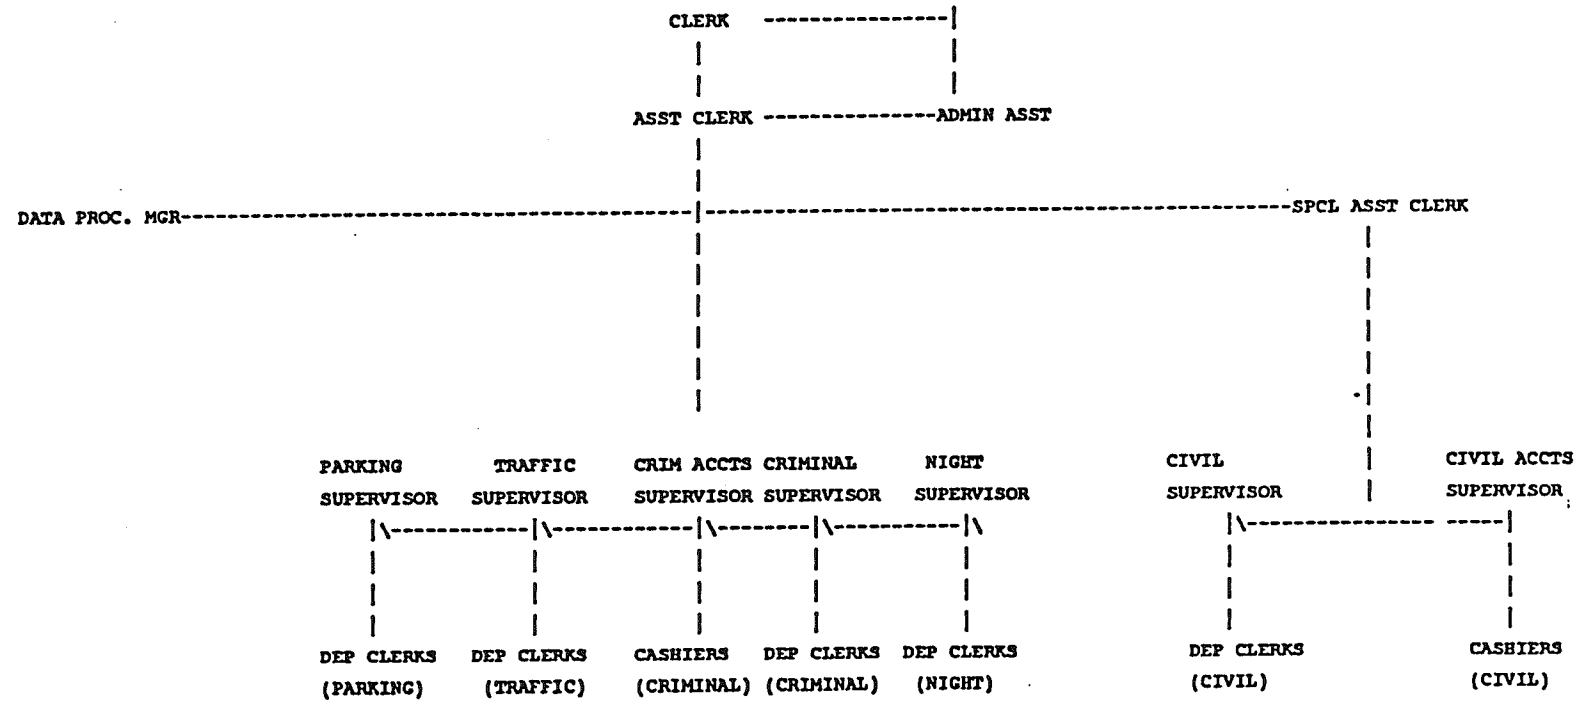 CLERK
ASST CLERK ADMIN ASST
DATA PROC. MGR SPCL ASST CLERK
PARKING TRAFFIC CRIM ACCTS CRIMINAL NIGHT CIVIL CIVIL ACCTS
SUPERVISOR SUPERVISOR SUPERVISOR SUPERVISOR SUPERVISOR SUPERVISOR SUPERVISOR
DEP CLERKS DEP CLERKS CASHIERS DEP CLERKS DEP CLERKS DEP CLERKS CASHIERS
(PARKING) (TRAFFIC) (CRIMINAL) (CRIMINAL) (NIGHT) (CIVIL) (CIVIL)